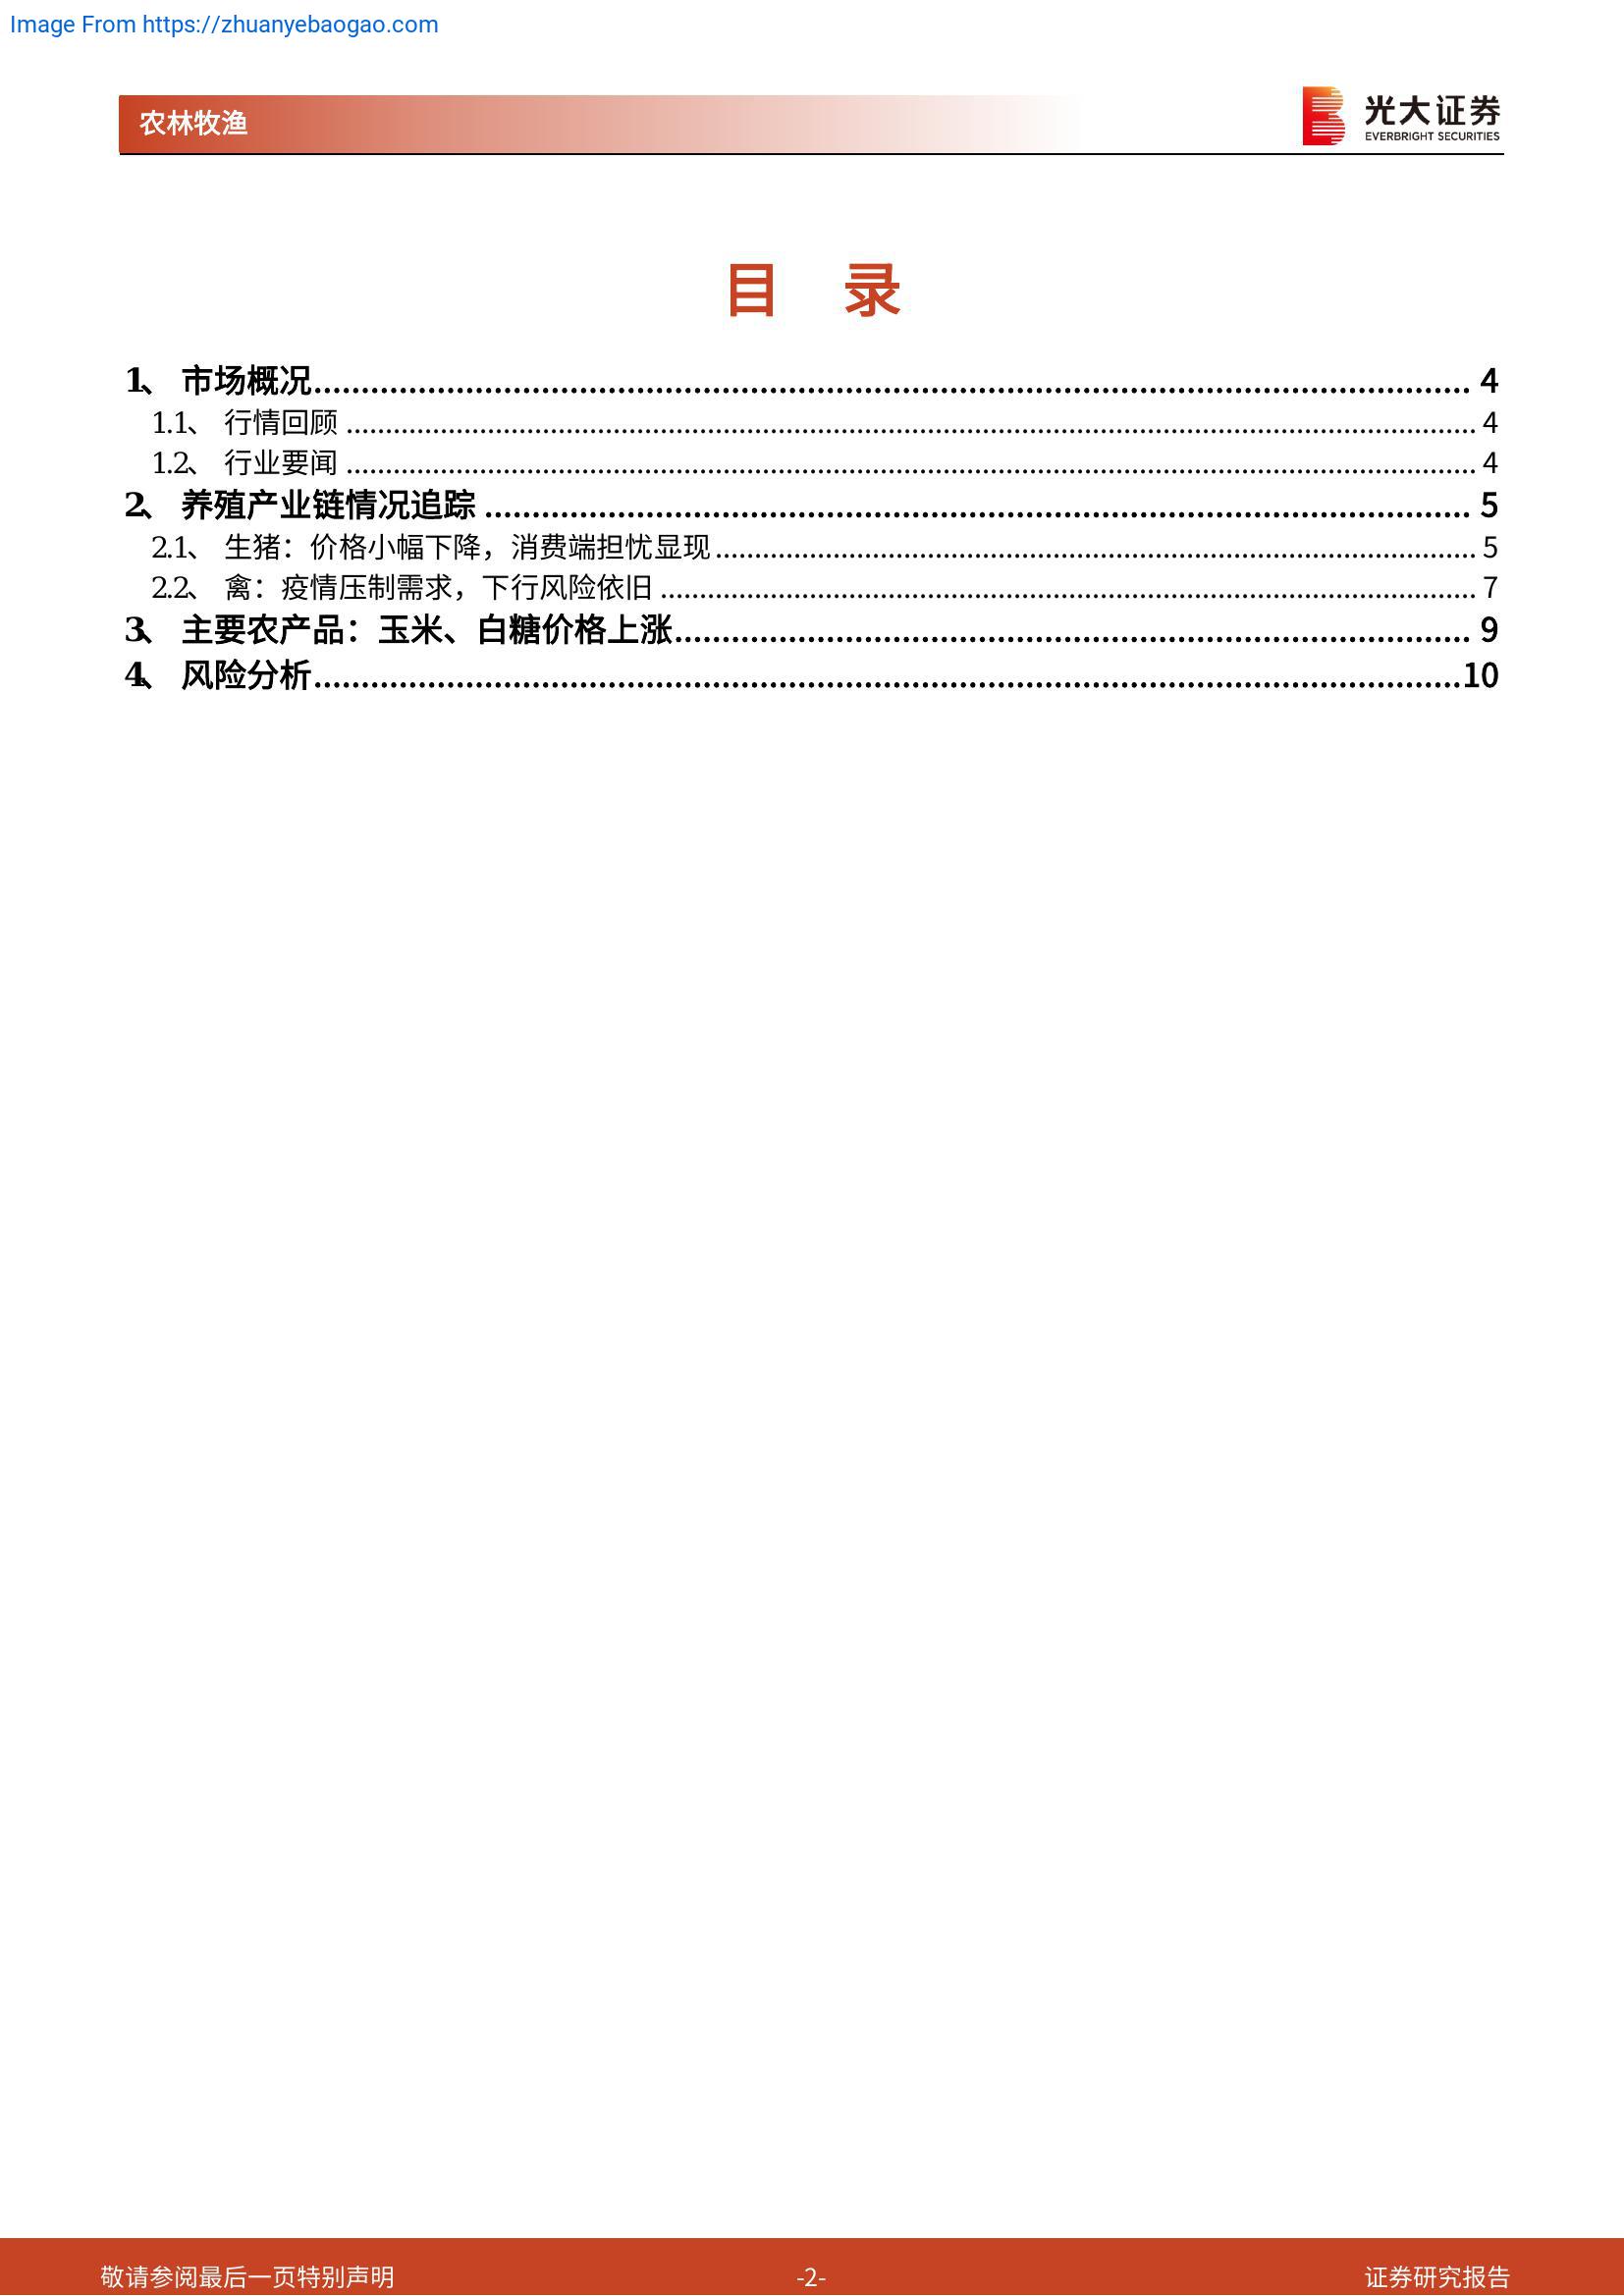 Image From https://zhuanyebaogao.com
农林牧渔
光大证券
EVERBRIGHT SECURITIES
目 录
1、 市场概况 4
1.1、 行情回顾 4
1.2、 行业要闻 4
2、 养殖产业链情况追踪 5
2.1、 生猪：价格小幅下降，消费端担忧显现 5
2.2、 禽：疫情压制需求，下行风险依旧 7
3、 主要农产品：玉米、白糖价格上涨 9
4、 风险分析 10
敬请参阅最后一页特别声明 -2- 证券研究报告